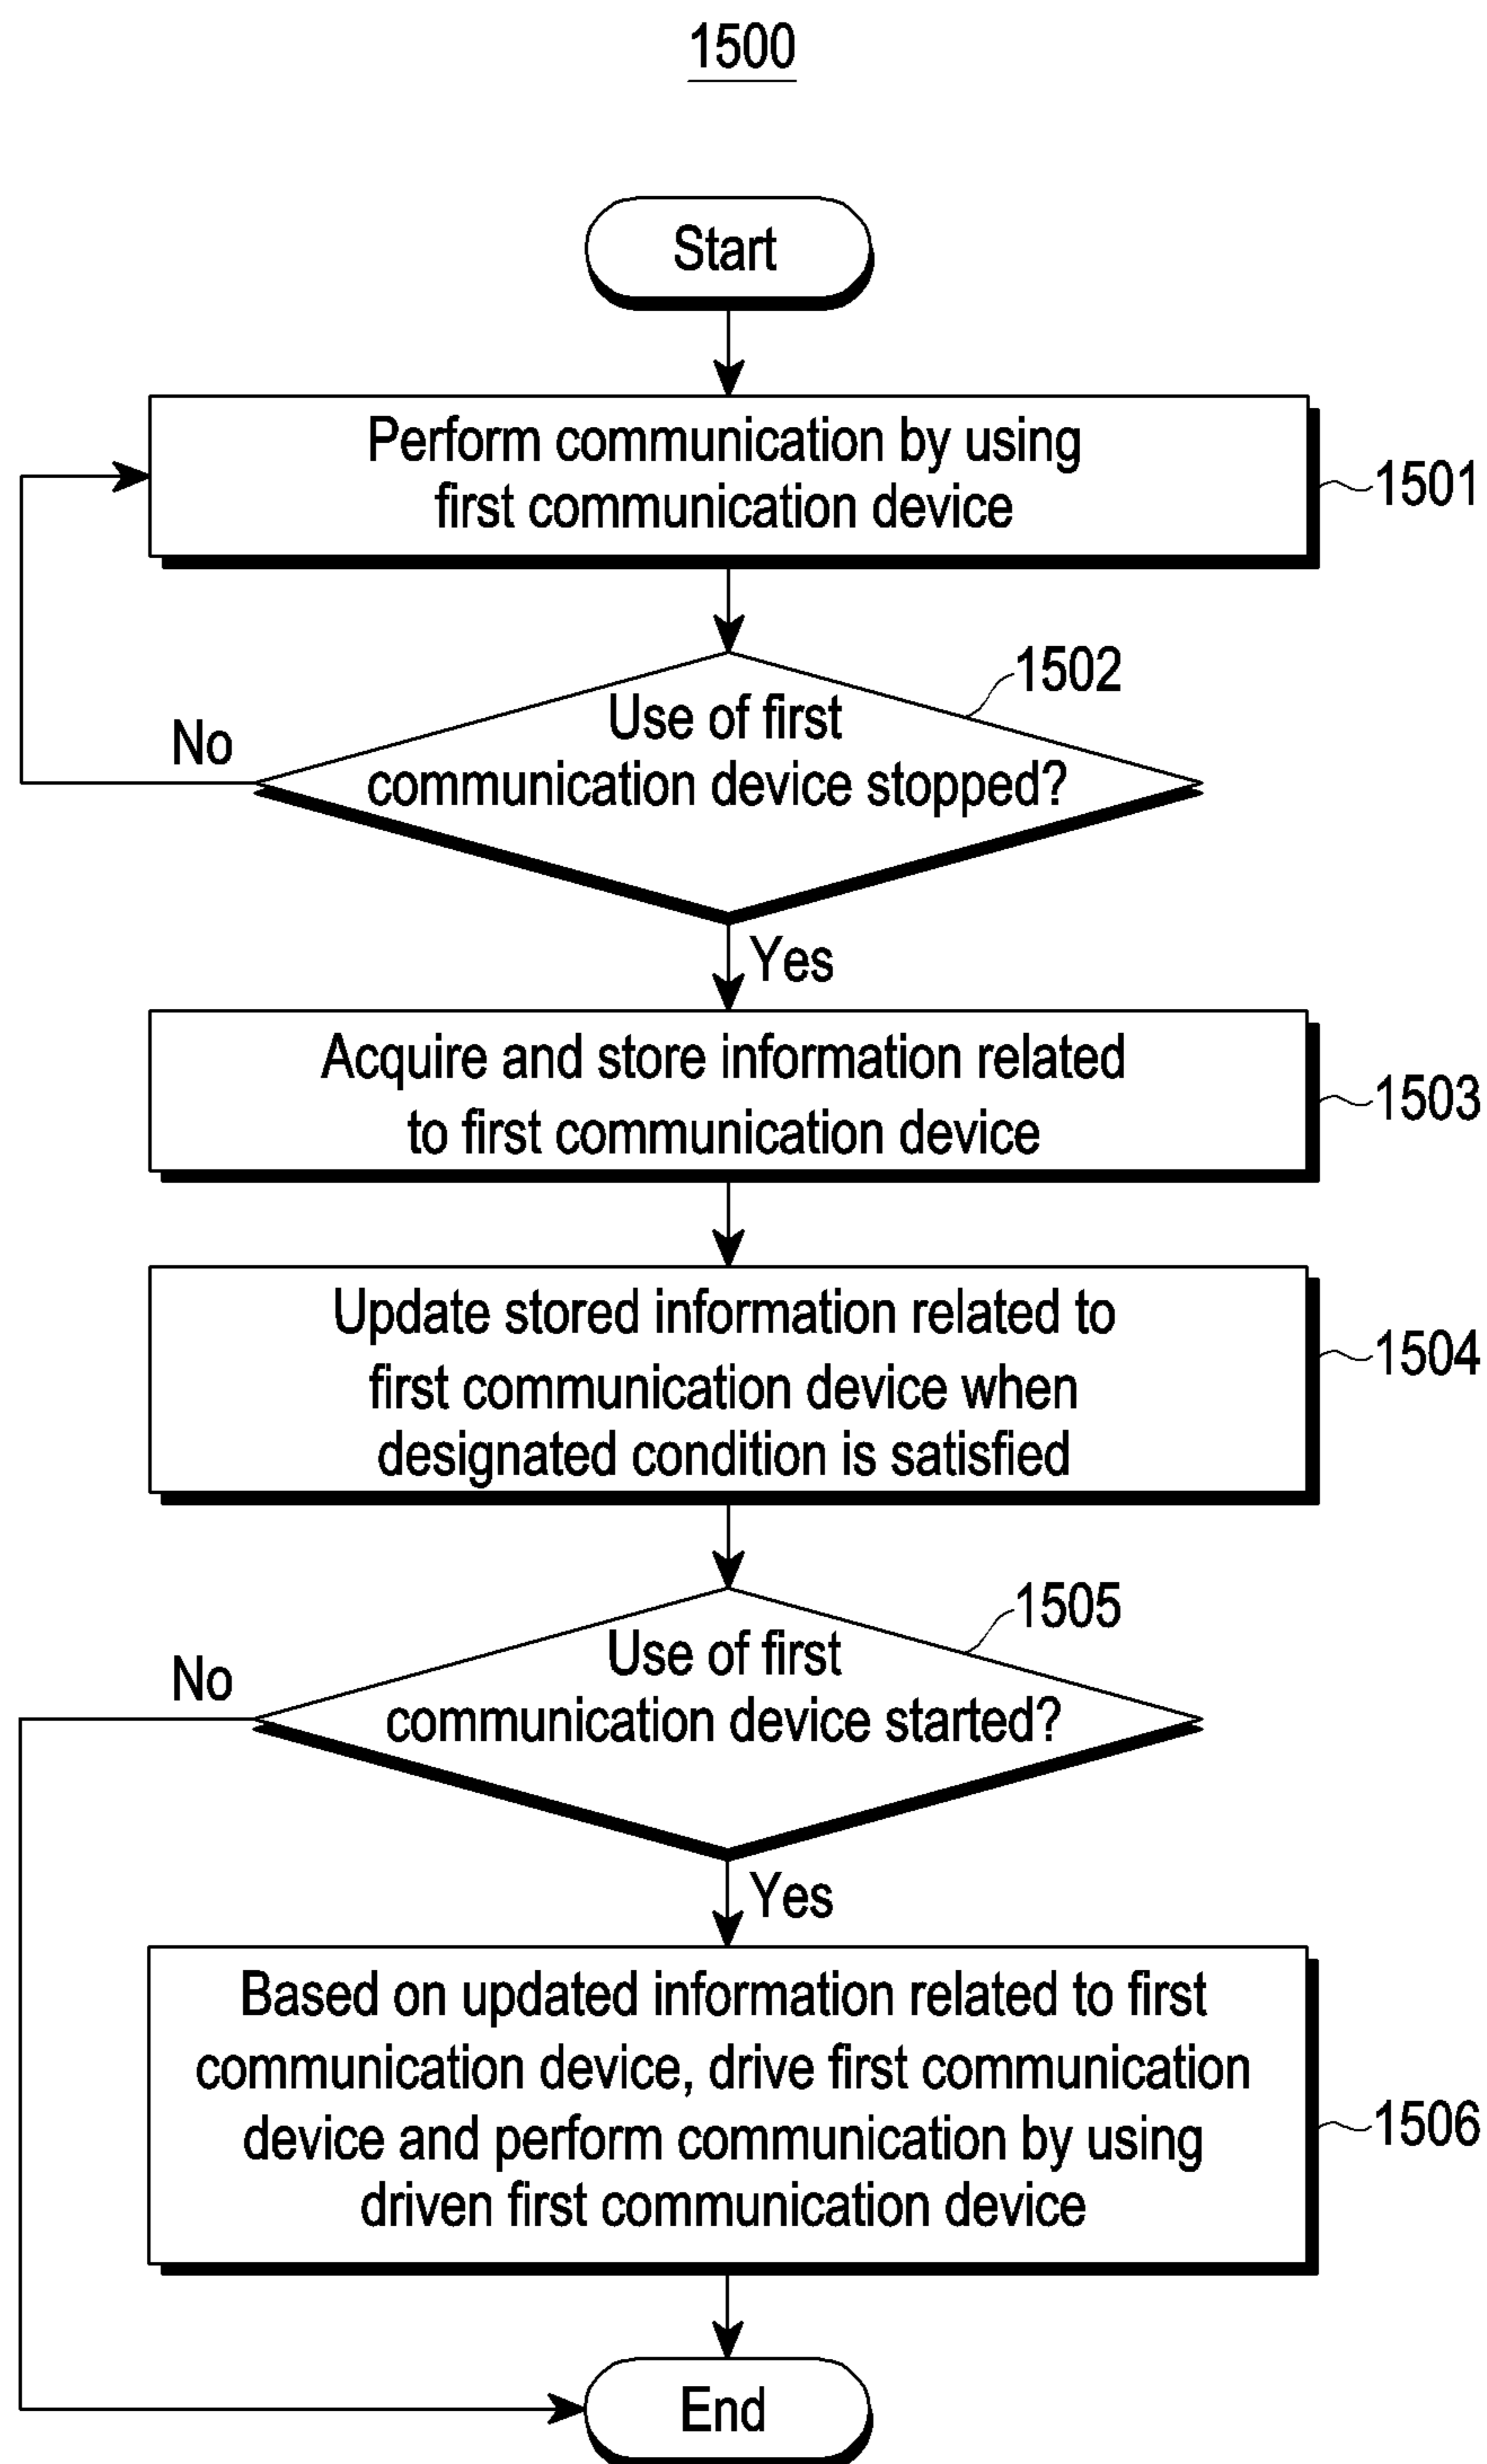 1500
Start
Perform communication by using
first communication device
1501
1502
Use of first
communication device stopped?
No
Yes
Acquire and store information related
to first communication device
1503
Update stored information related to
first communication device when
designated condition is satisfied
1504
1505
Use of first
communication device started?
No
Yes
Based on updated information related to first
communication device, drive first communication
device and perform communication by using
driven first communication device
1506
End